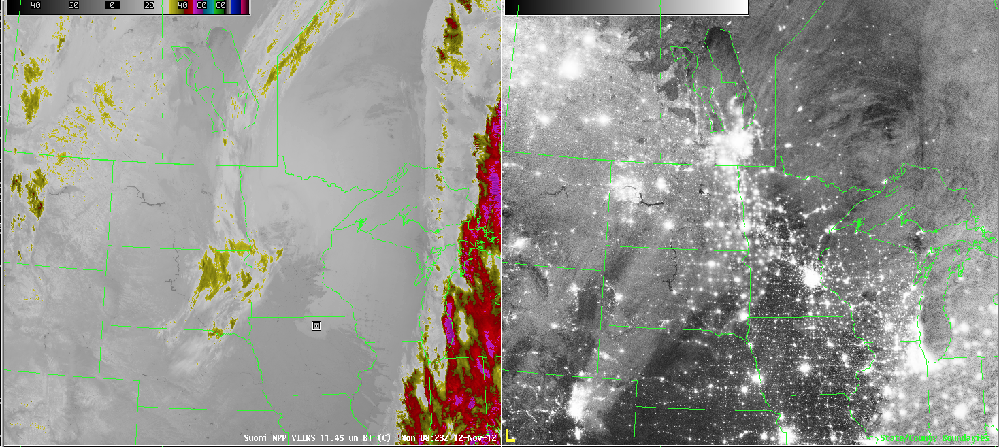 40 20 +0- 20 40 60 80
Suomi NPP VIIRS 11.45 um BT (C) Mon 08:23Z 12-Nov-12
L